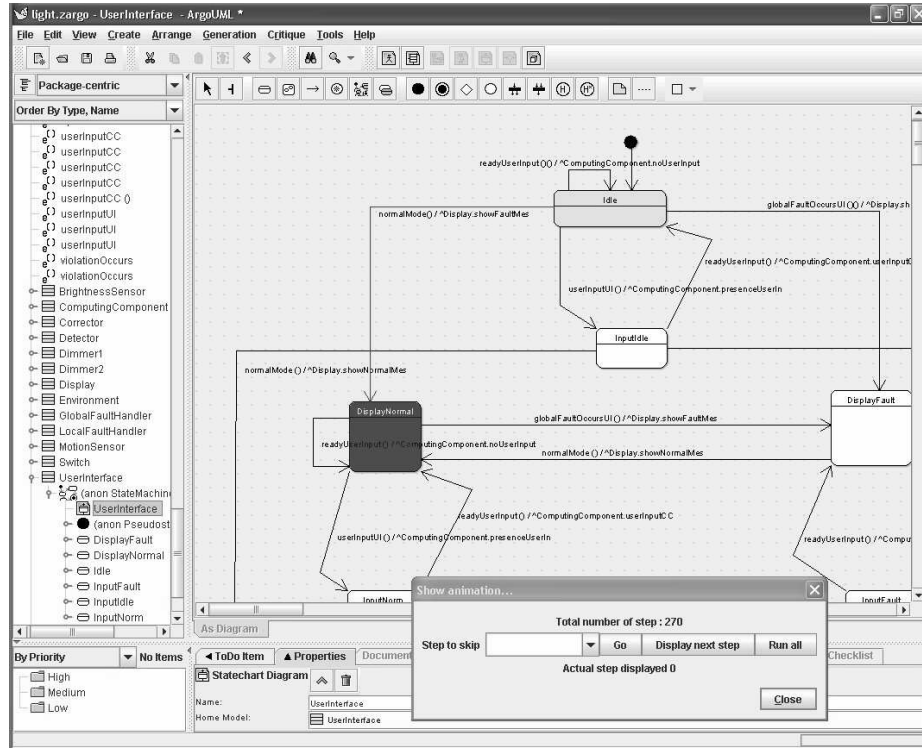 light.zargo - UserInterface - ArgoUML *
File Edit View Create Arrange Generation Critique Tools Help
Package-centric
Order By Type, Name
userInputCC
userInputCC
userInputCC
userInputCC
userInputCC ()
userInputUI
userInputUI
userInputUI
violationOccurs
violationOccurs
BrightnessSensor
ComputingComponent
Corrector
Detector
Dimmer1
Dimmer2
Display
Environment
GlobalFaultHandler
LocalFaultHandler
MotionSensor
Switch
UserInterface
(anon StateMachin
UserInterface
(anon Pseudost
DisplayFault
DisplayNormal
Idle
InputFault
InputIdle
InputNorm
readyUserInput()() / ^ComputingComponent.noUserInput
Idle
normalMode() / ^Display.showFaultMes
globalFaultOccursUI()() / ^Display.sh
readyUserInput() / ^ComputingComponent.userInputC
userInputUI() / ^ComputingComponent.presenceUserIn
InputIdle
normalMode() / ^Display.showNormalMes
DisplayNormal
DisplayFault
globalFaultOccursUI() / ^Display.showFaultMes
readyUserInput() / ^ComputingComponent.noUserInput
normalMode() / ^Display.showNormalMes
readyUserInput() / ^ComputingComponent.userInputCC
userInputUI() / ^ComputingComponent.presenceUserIn
readyUserInput() / ^Compu
InputNorm
InputFault
As Diagram
Show animation...
Total number of step : 270
Step to skip Go Display next step Run all
Actual step displayed 0
Close
By Priority No Items
High
Medium
Low
ToDo Item Properties Document Checklist
Statechart Diagram
Name: UserInterface
Home Model: UserInterface